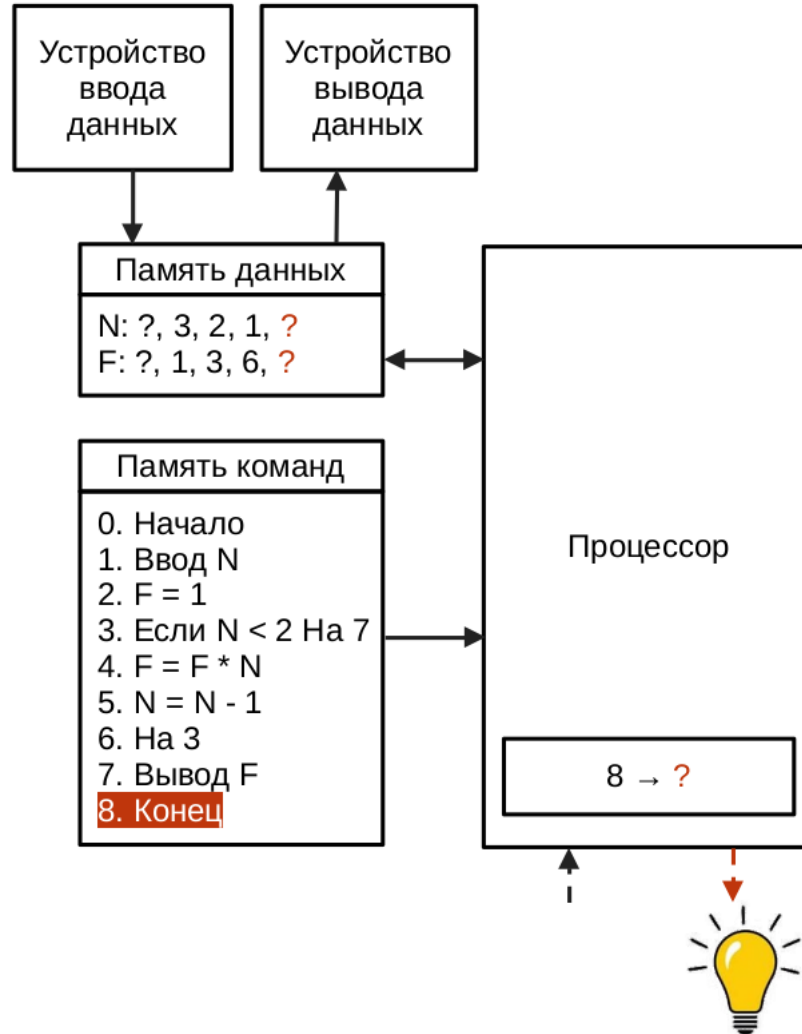 Устройство
ввода
данных
Устройство
вывода
данных
Память данных
N: ?, 3, 2, 1, ?
F: ?, 1, 3, 6, ?
Память команд
0. Начало
1. Ввод N
2. F = 1
3. Если N < 2 На 7
4. F = F * N
5. N = N - 1
6. На 3
7. Вывод F
8. Конец
Процессор
8 → ?